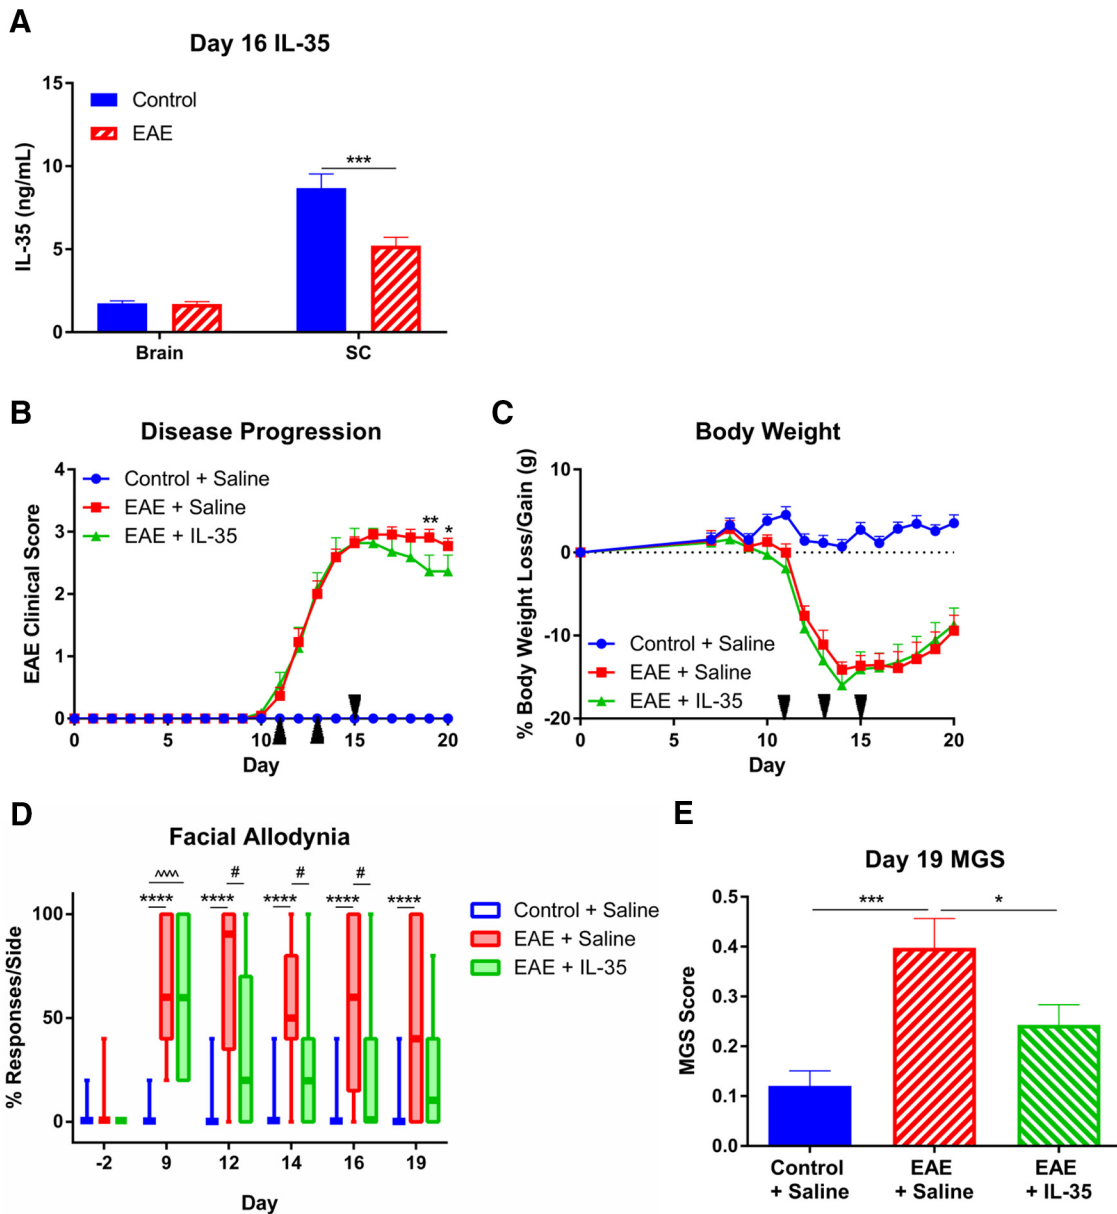 A
Day 16 IL-35
IL-35 (ng/mL)
15
10
5
0
Control
EAE
***
Brain
SC
B
Disease Progression
EAE Clinical Score
4
3
2
1
0
Control + Saline
EAE + Saline
EAE + IL-35
**
*
0
5
10
15
20
Day
C
Body Weight
% Body Weight Loss/Gain (g)
10
0
-10
-20
Control + Saline
EAE + Saline
EAE + IL-35
0
5
10
15
20
Day
D
Facial Allodynia
% Responses/Side
100
50
0
^^^^
****
#
****
#
****
#
****
****
Control + Saline
EAE + Saline
EAE + IL-35
-2
9
12
14
16
19
Day
E
Day 19 MGS
MGS Score
0.5
0.4
0.3
0.2
0.1
0.0
***
*
Control
+ Saline
EAE
+ Saline
EAE
+ IL-35